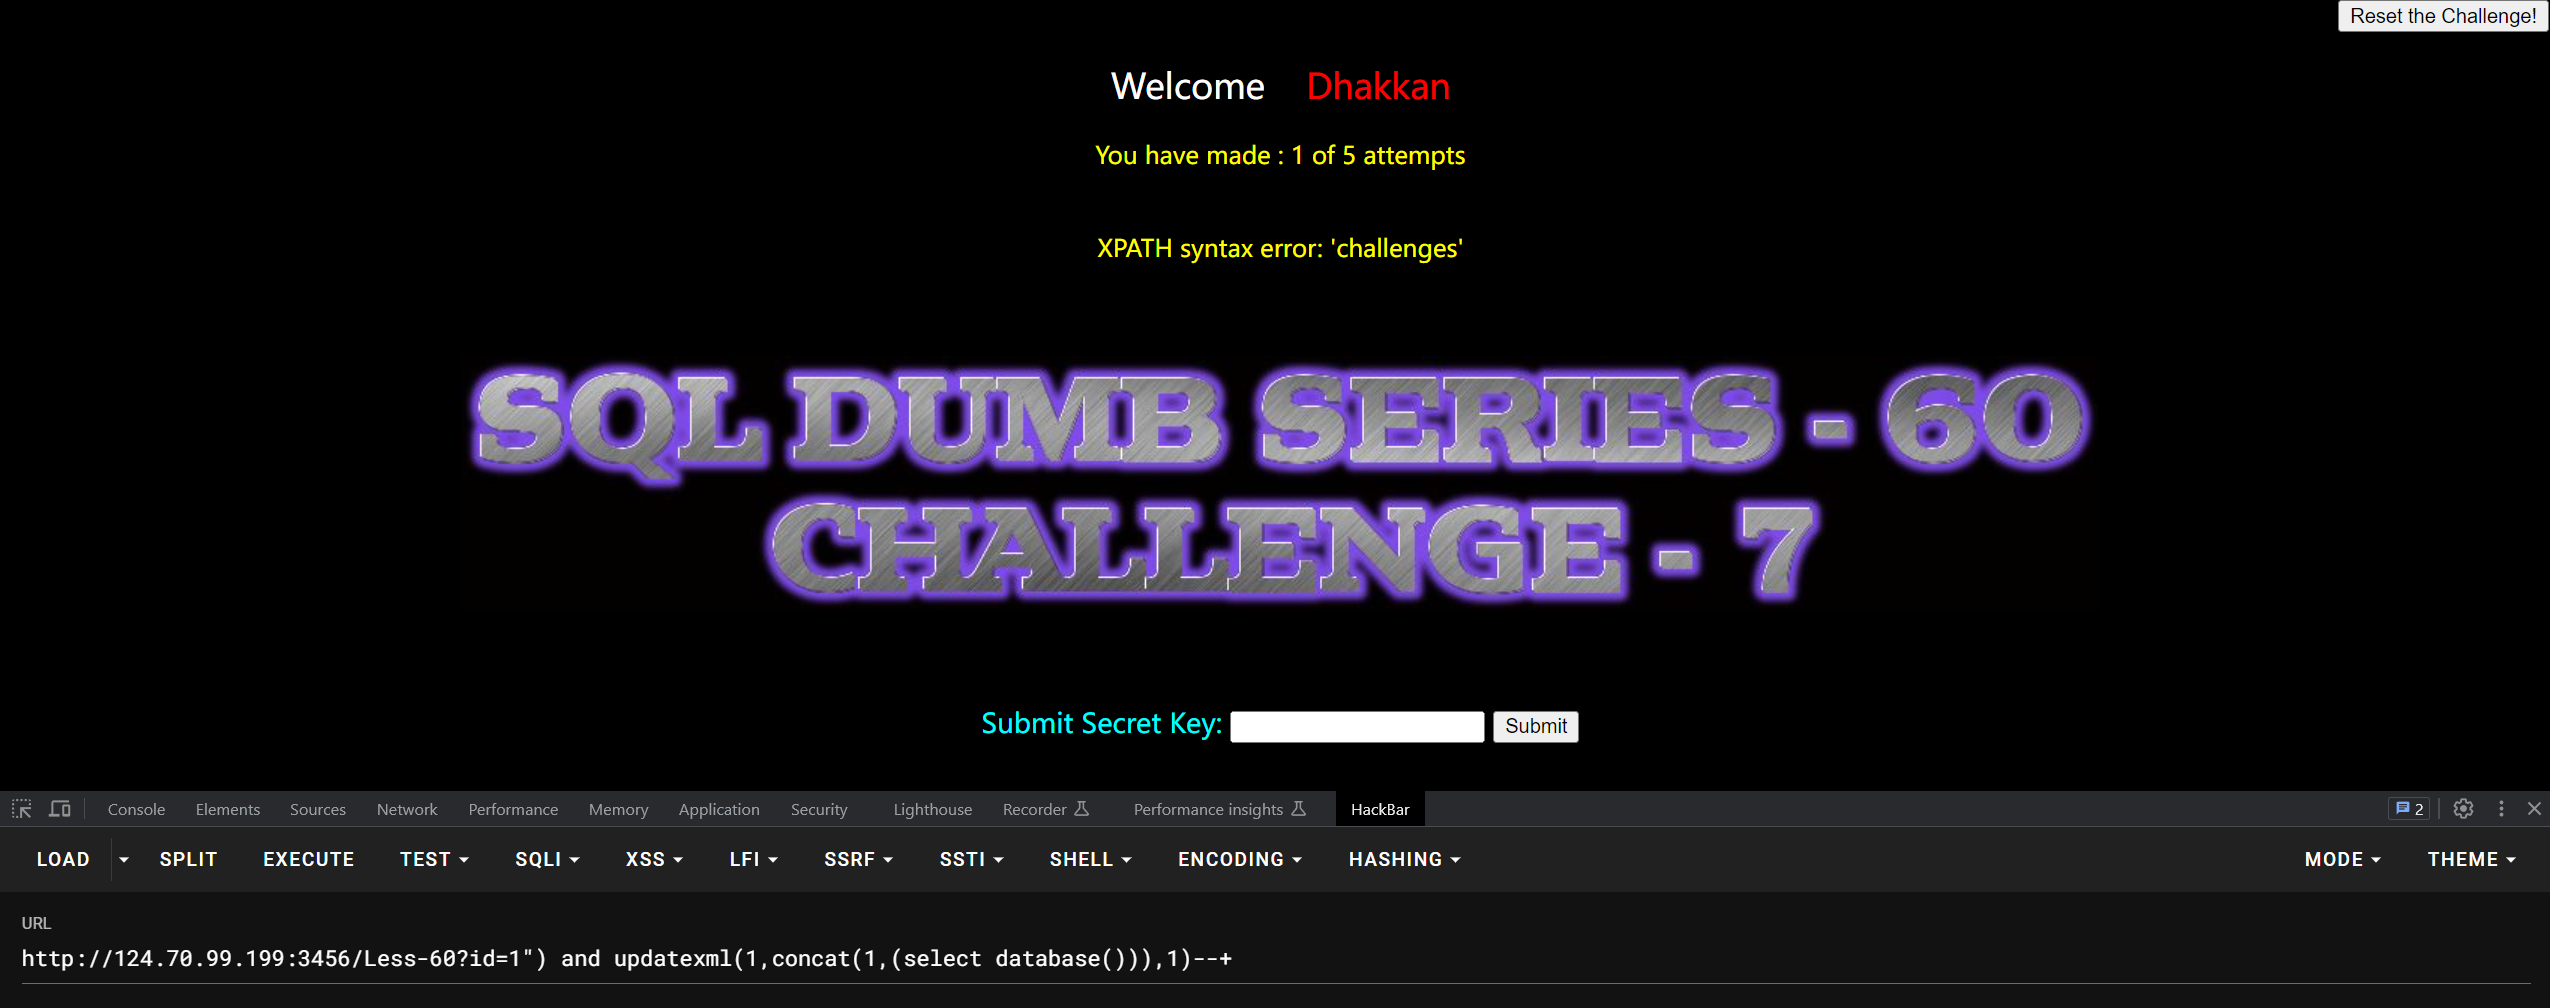 Reset the Challenge!
Welcome Dhakkan
You have made : 1 of 5 attempts
XPATH syntax error: 'challenges'
SQL DUMB SERIES - 60
CHALLENGE - 7
Submit Secret Key: Submit
Console Elements Sources Network Performance Memory Application Security Lighthouse Recorder Performance insights HackBar 2
LOAD SPLIT EXECUTE TEST SQLI XSS LFI SSRF SSTI SHELL ENCODING HASHING MODE THEME
URL
http://124.70.99.199:3456/Less-60?id=1") and updatexml(1,concat(1,(select database())),1)--+